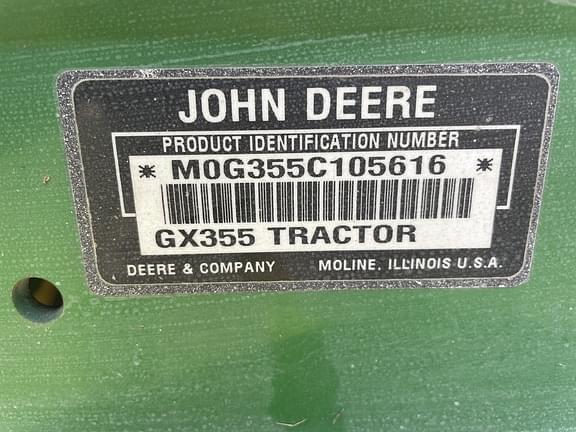 JOHN DEERE
PRODUCT IDENTIFICATION NUMBER
* M0G355C105616 *
GX355 TRACTOR
DEERE & COMPANY MOLINE, ILLINOIS U.S.A.